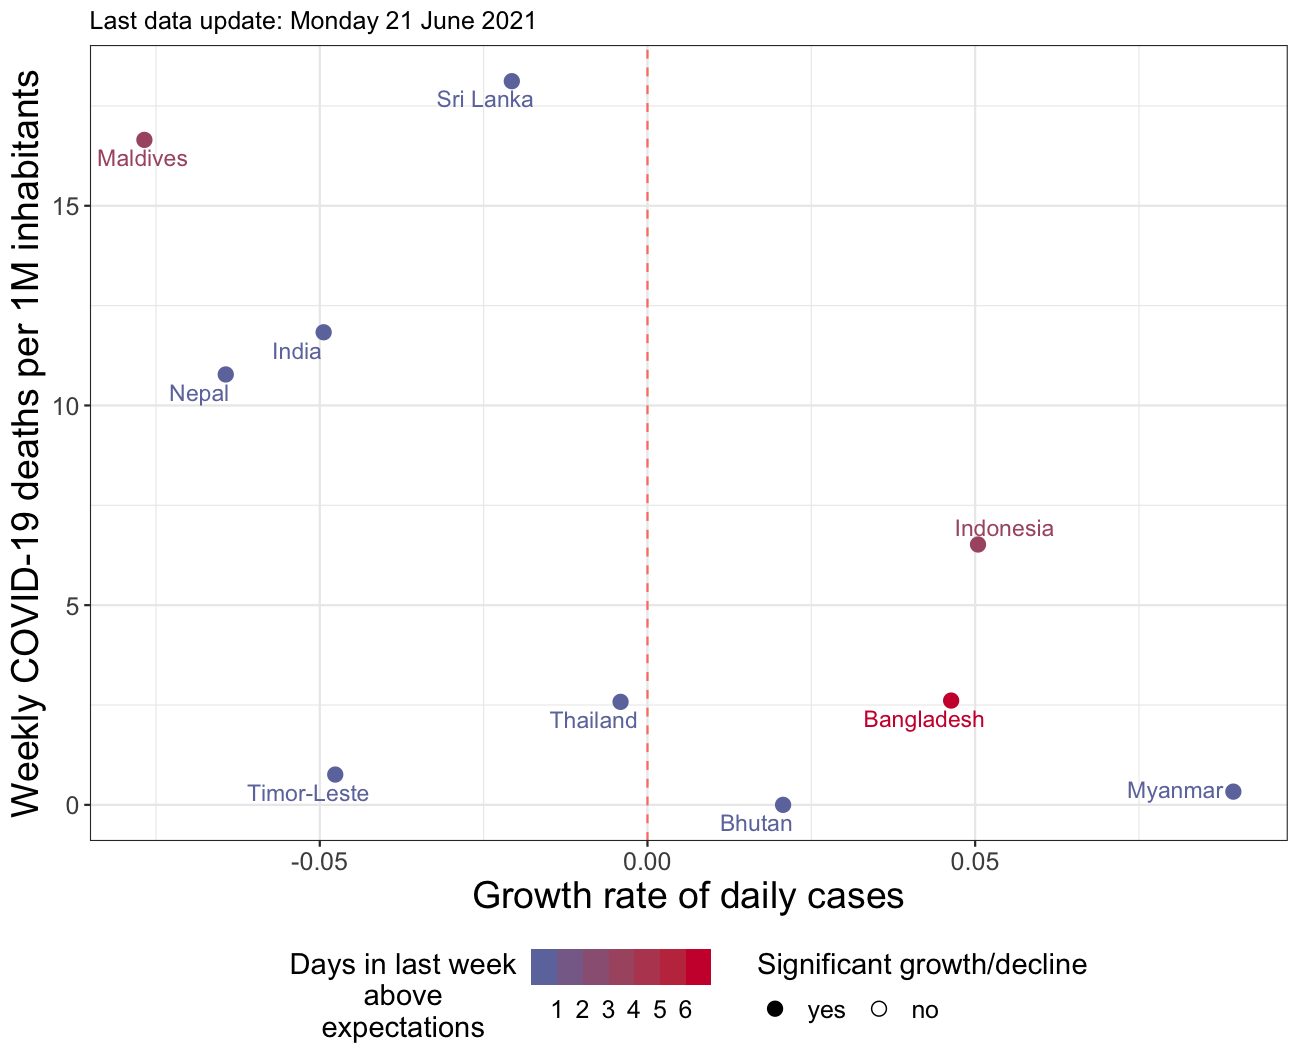 Last data update: Monday 21 June 2021
Weekly COVID-19 deaths per 1M inhabitants
15
10
5
0
Sri Lanka
Maldives
India
Nepal
Indonesia
Thailand
Bangladesh
Timor-Leste
Myanmar
Bhutan
-0.05 0.00 0.05
Growth rate of daily cases
Days in last week
above
expectations
1 2 3 4 5 6
Significant growth/decline
yes no